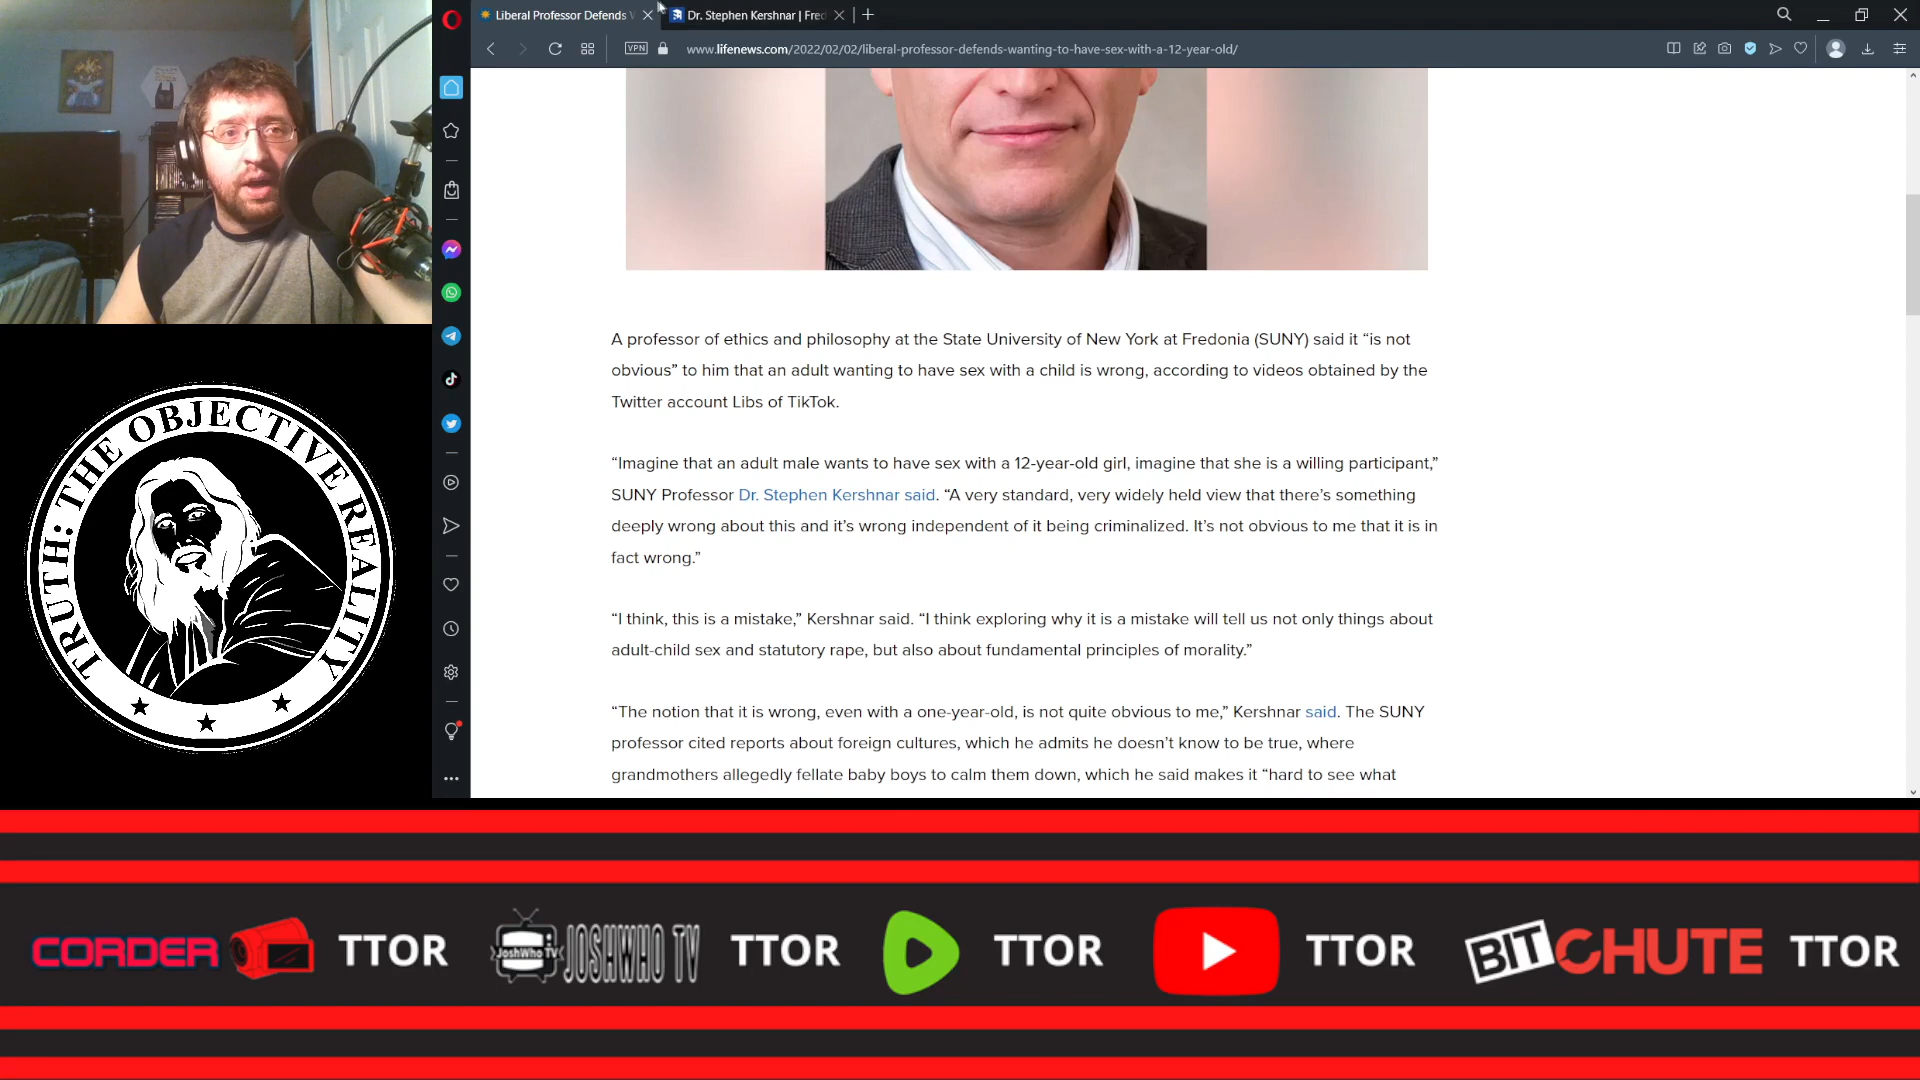 Liberal Professor Defends
Dr. Stephen Kershnar | Fred
VPN
www.lifenews.com/2022/02/02/liberal-professor-defends-wanting-to-have-sex-with-a-12-year-old/
A professor of ethics and philosophy at the State University of New York at Fredonia (SUNY) said it “is not
obvious” to him that an adult wanting to have sex with a child is wrong, according to videos obtained by the
Twitter account Libs of TikTok.
“Imagine that an adult male wants to have sex with a 12-year-old girl, imagine that she is a willing participant,”
SUNY Professor Dr. Stephen Kershnar said. “A very standard, very widely held view that there’s something
deeply wrong about this and it’s wrong independent of it being criminalized. It’s not obvious to me that it is in
fact wrong.”
“I think, this is a mistake,” Kershnar said. “I think exploring why it is a mistake will tell us not only things about
adult-child sex and statutory rape, but also about fundamental principles of morality.”
“The notion that it is wrong, even with a one-year-old, is not quite obvious to me,” Kershnar said. The SUNY
professor cited reports about foreign cultures, which he admits he doesn’t know to be true, where
grandmothers allegedly fellate baby boys to calm them down, which he said makes it “hard to see what
TRUTH: THE OBJECTIVE REALITY
CORDER TTOR JoshWhoTV JOSHWHO TV TTOR TTOR TTOR BITCHUTE TTOR